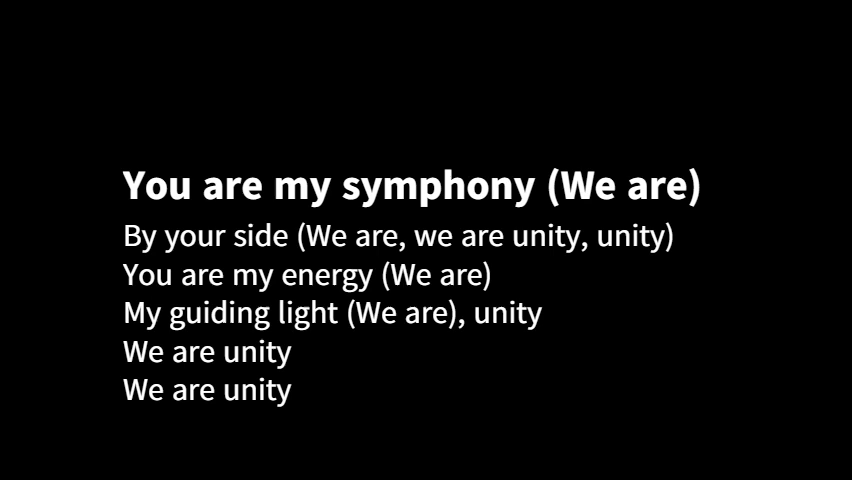 You are my symphony (We are)
By your side (We are, we are unity, unity)
You are my energy (We are)
My guiding light (We are), unity
We are unity
We are unity